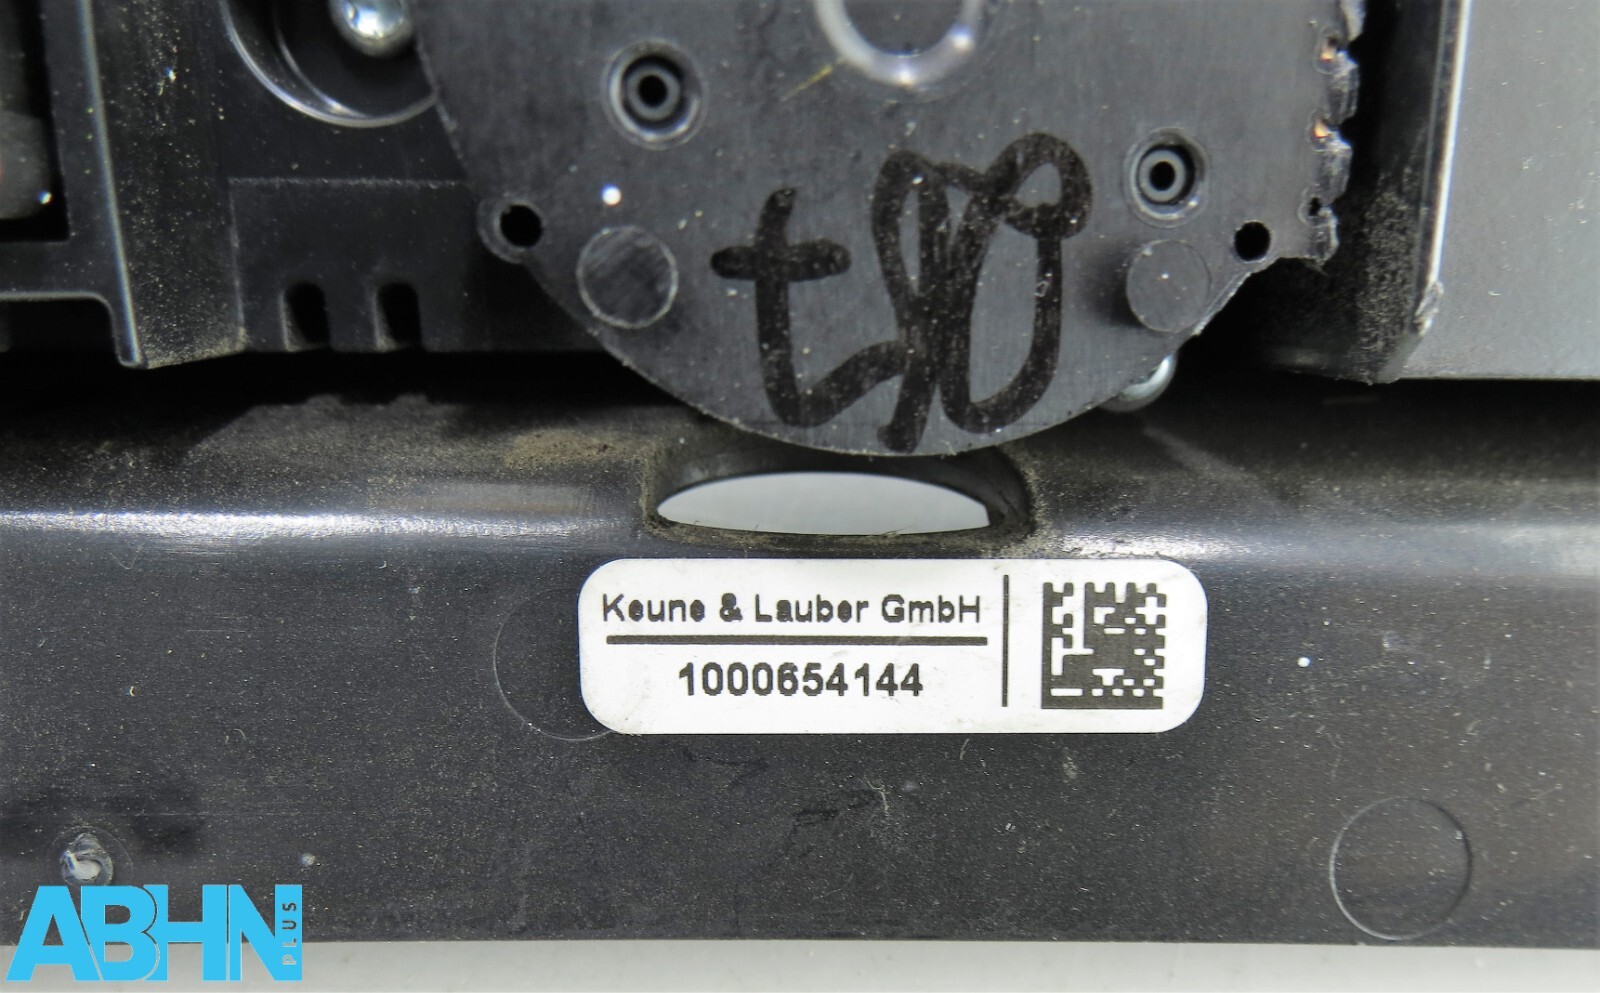 Keune & Lauber GmbH
1000654144
ABHN PLUS